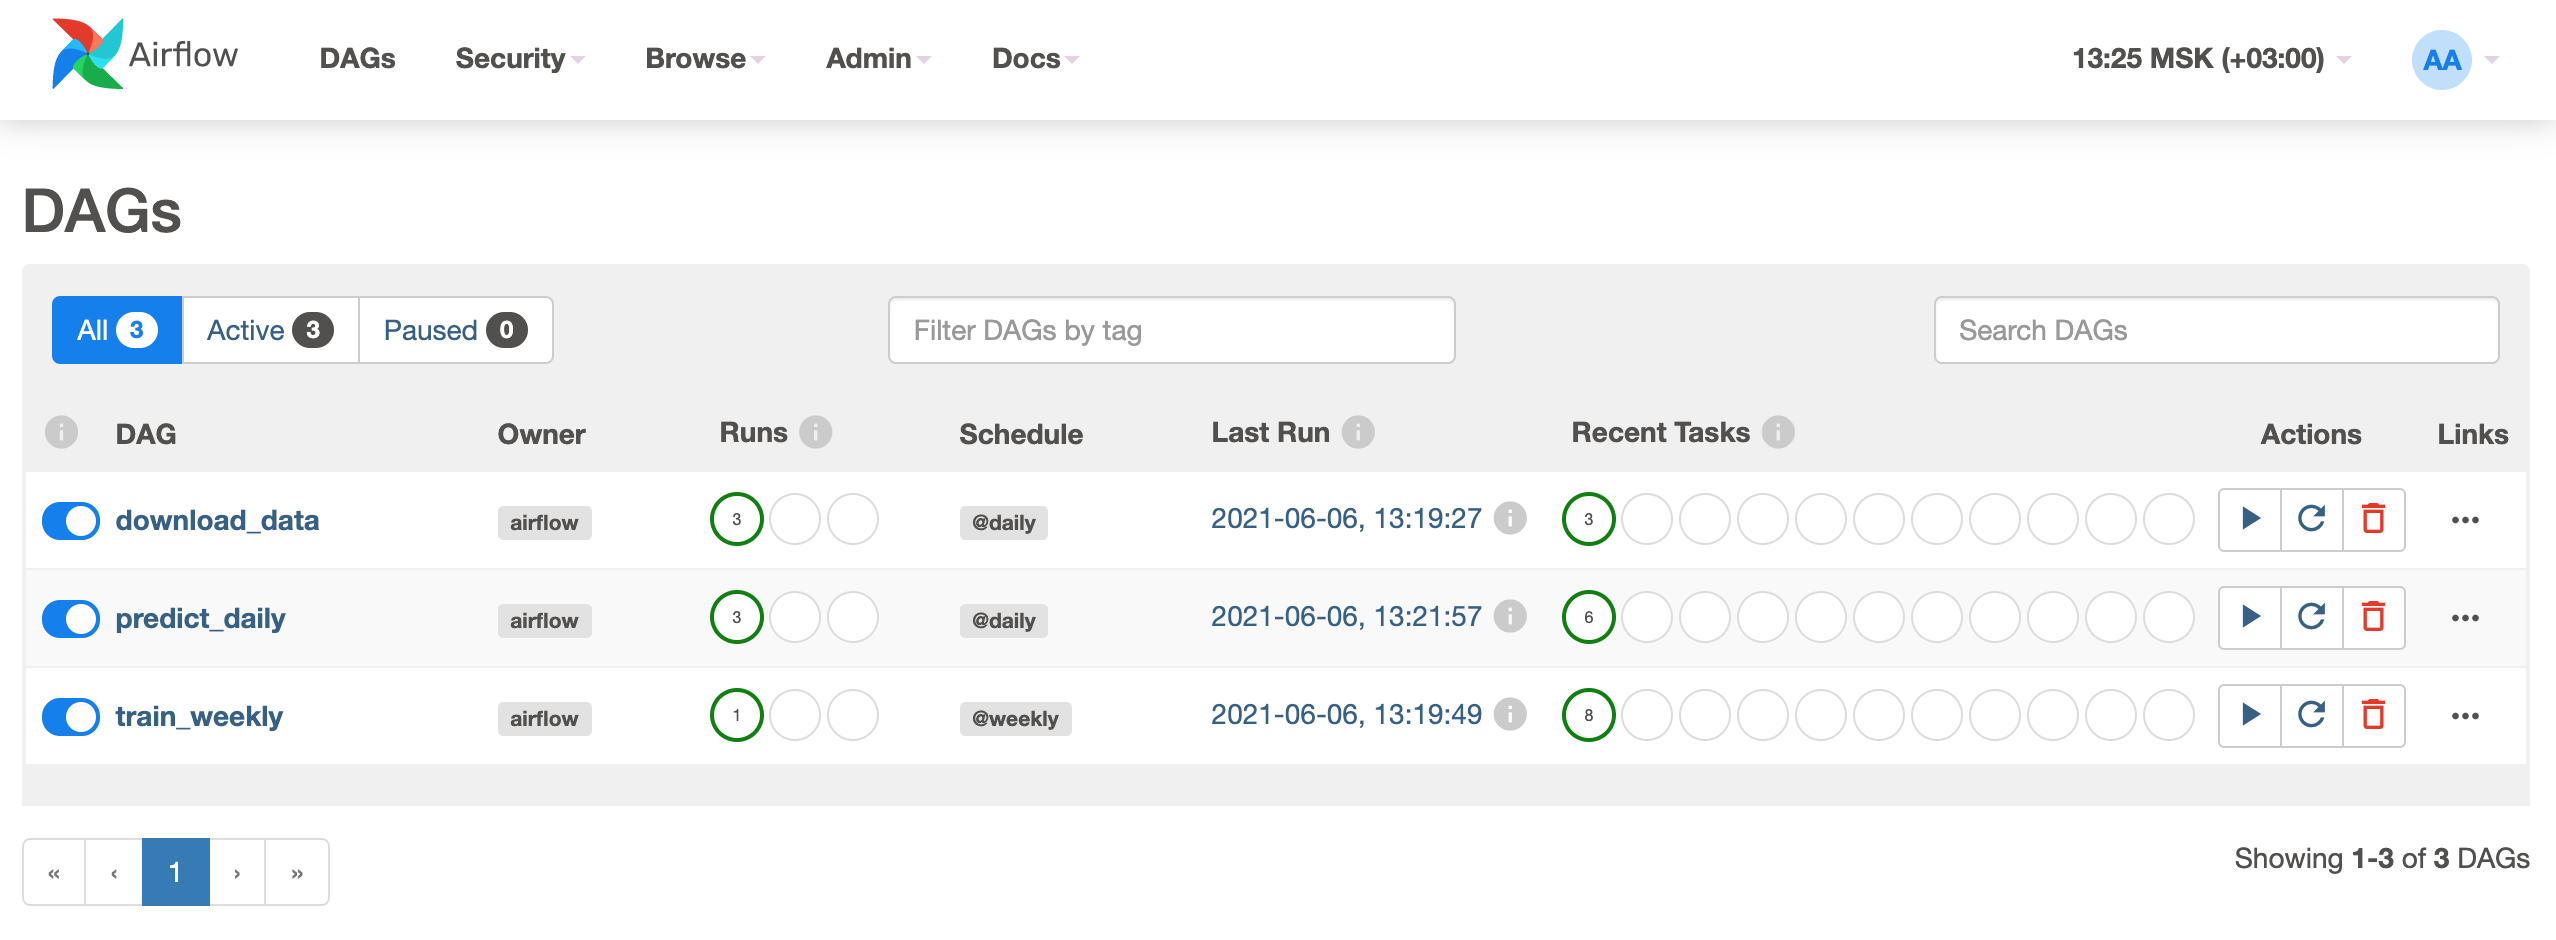 Airflow DAGs Security Browse Admin Docs 13:25 MSK (+03:00) AA
DAGs
All 3 Active 3 Paused 0 Filter DAGs by tag Search DAGs
i DAG Owner Runs i Schedule Last Run i Recent Tasks i Actions Links
download_data airflow 3 @daily 2021-06-06, 13:19:27 i 3 ...
predict_daily airflow 3 @daily 2021-06-06, 13:21:57 i 6 ...
train_weekly airflow 1 @weekly 2021-06-06, 13:19:49 i 8 ...
« ‹ 1 › » Showing 1-3 of 3 DAGs